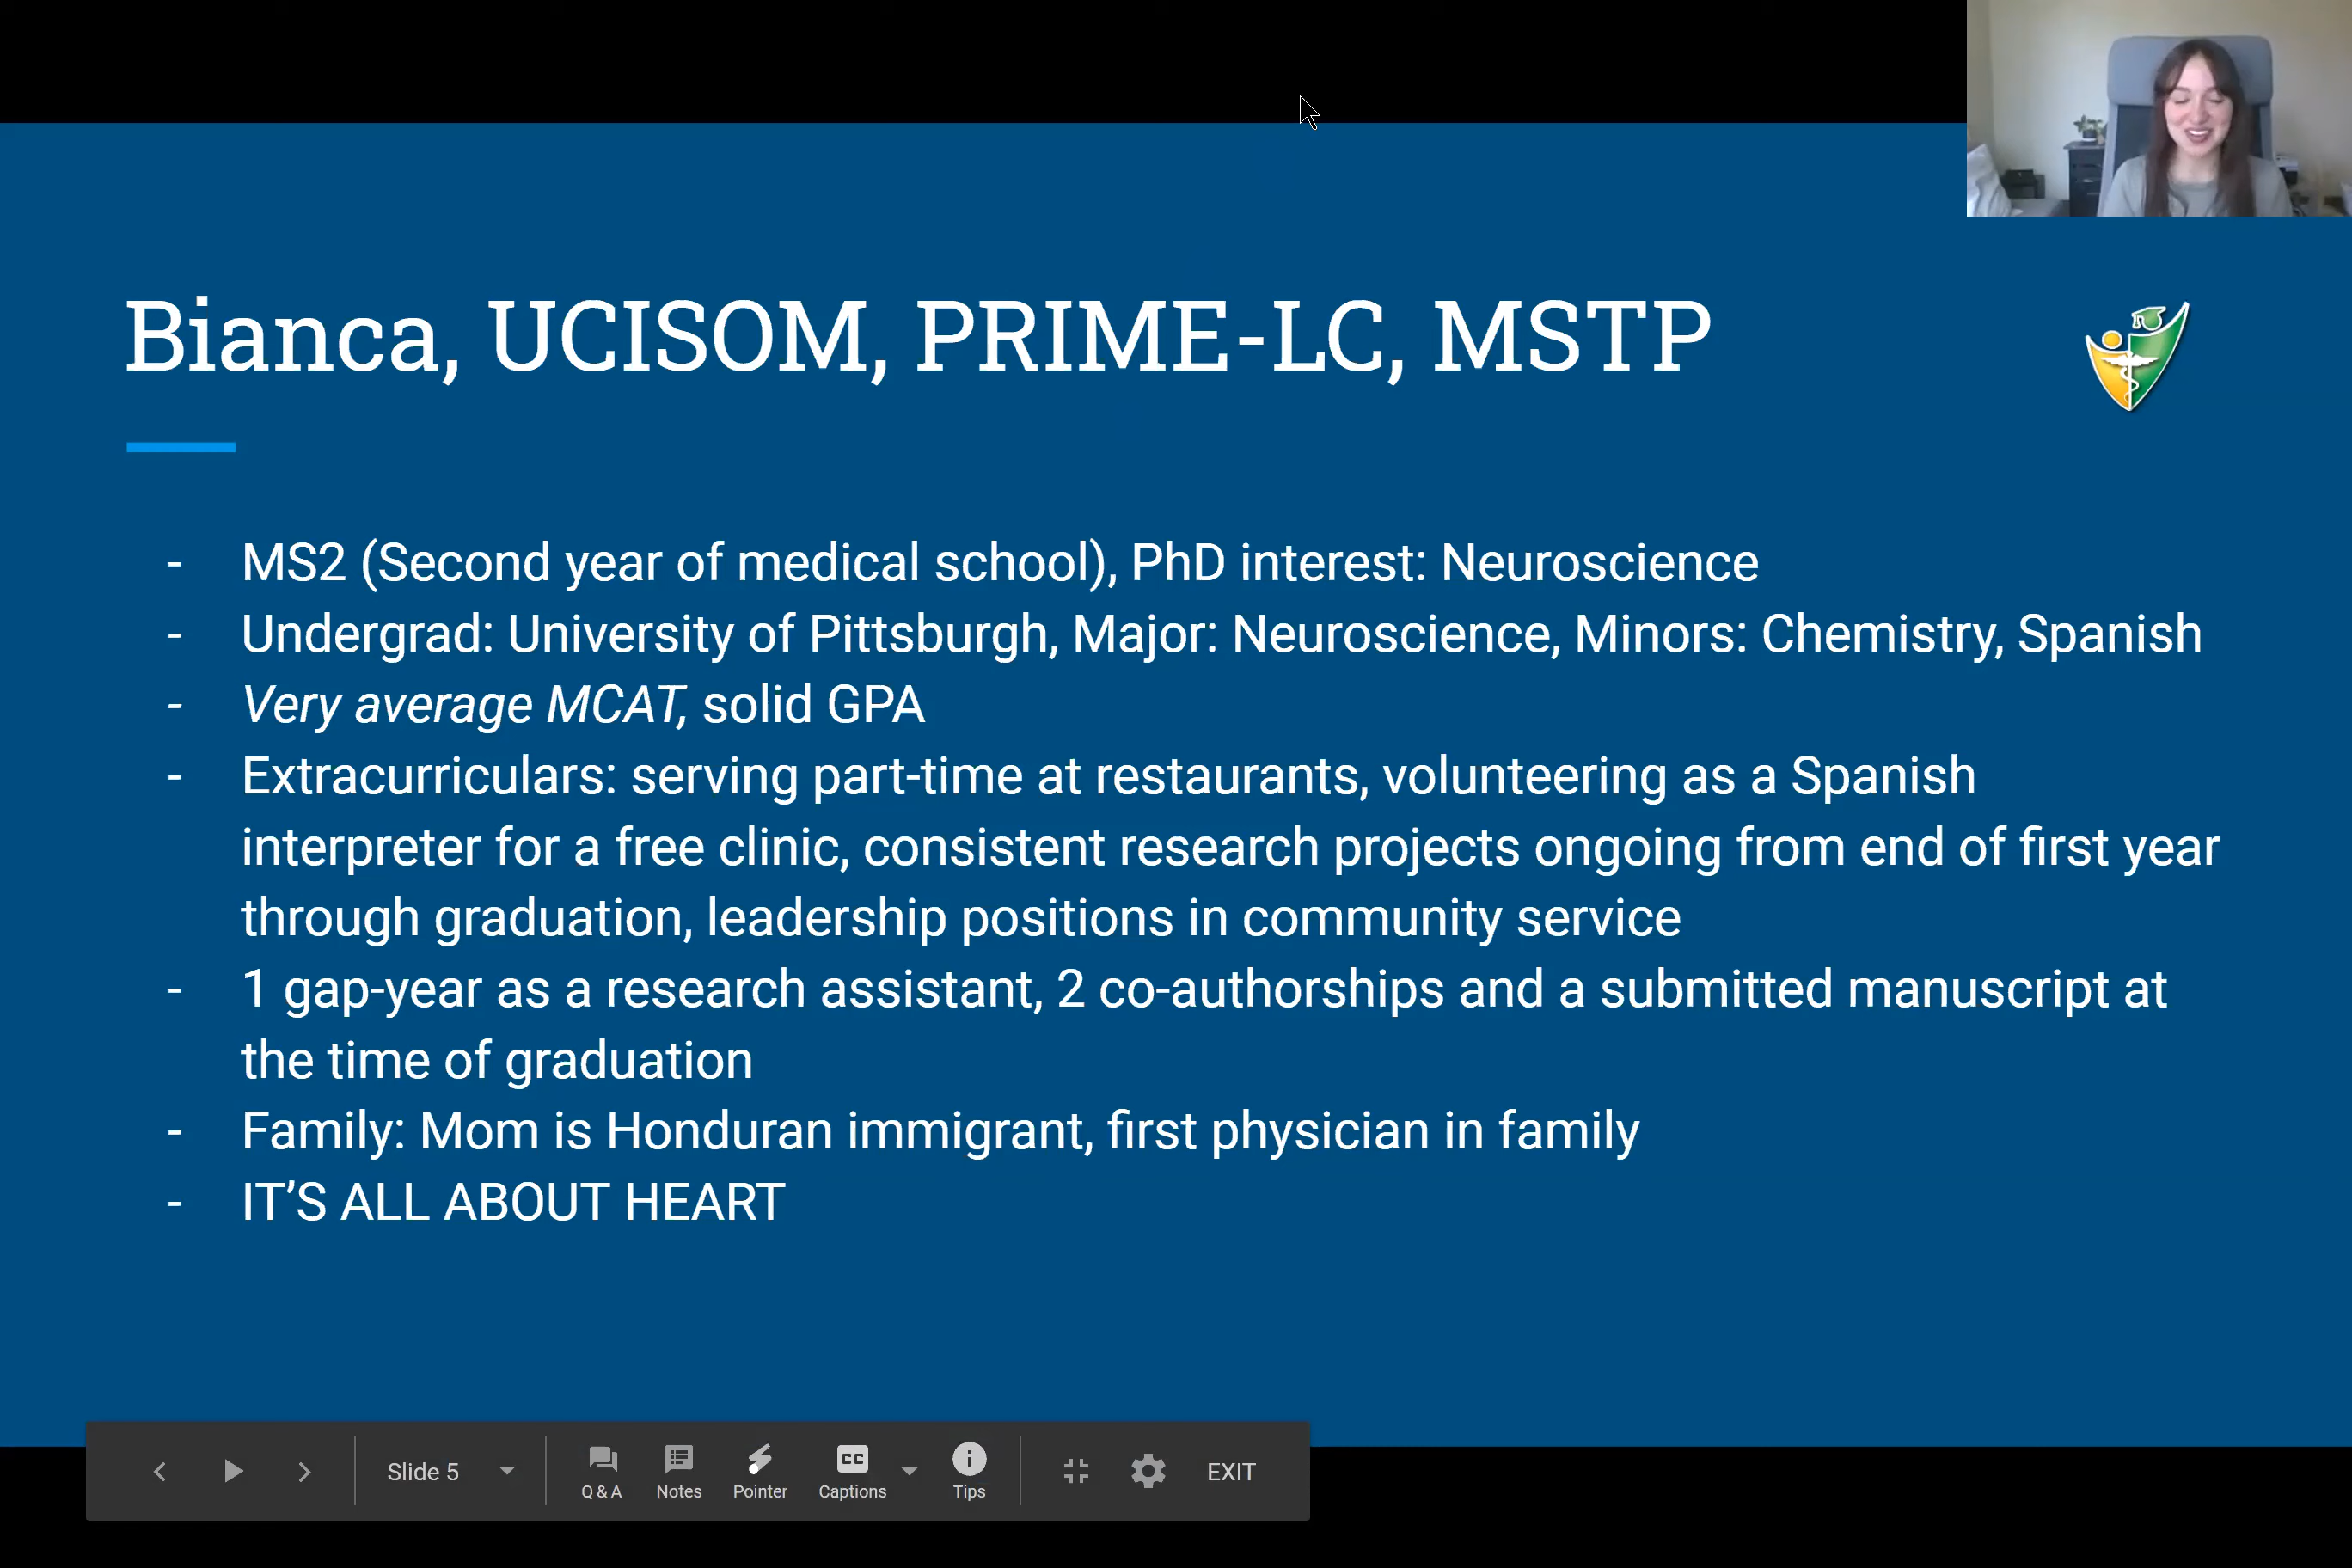 Bianca, UCISOM, PRIME-LC, MSTP
- MS2 (Second year of medical school), PhD interest: Neuroscience
- Undergrad: University of Pittsburgh, Major: Neuroscience, Minors: Chemistry, Spanish
- Very average MCAT, solid GPA
- Extracurriculars: serving part-time at restaurants, volunteering as a Spanish
interpreter for a free clinic, consistent research projects ongoing from end of first year
through graduation, leadership positions in community service
- 1 gap-year as a research assistant, 2 co-authorships and a submitted manuscript at
the time of graduation
- Family: Mom is Honduran immigrant, first physician in family
- IT’S ALL ABOUT HEART
Slide 5
Q & A
Notes
Pointer
CC
Captions
Tips
EXIT